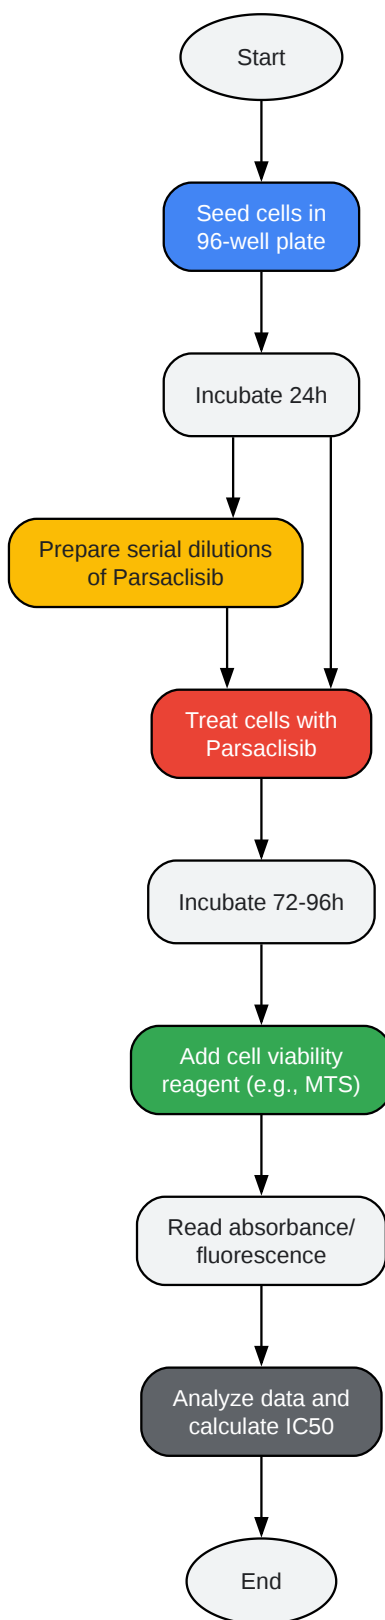 Start
Seed cells in
96-well plate
Incubate 24h
Prepare serial dilutions
of Parsaclisib
Treat cells with
Parsaclisib
Incubate 72-96h
Add cell viability
reagent (e.g., MTS)
Read absorbance/
fluorescence
Analyze data and
calculate IC50
End